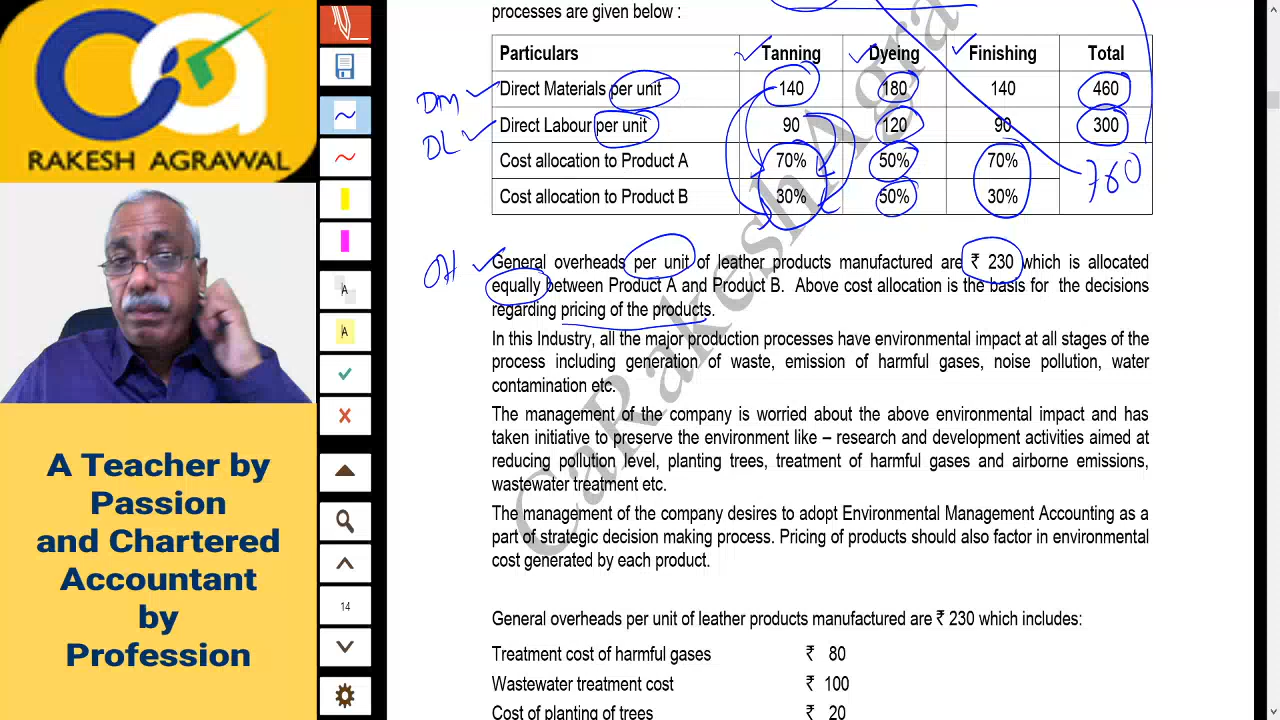 processes are given below :
Particulars Tanning Dyeing Finishing Total
Direct Materials per unit 140 180 140 460
Direct Labour per unit 90 120 90 300
Cost allocation to Product A 70% 50% 70%
Cost allocation to Product B 30% 50% 30%
DM
DL
760
OH
General overheads per unit of leather products manufactured are ₹ 230 which is allocated
equally between Product A and Product B. Above cost allocation is the basis for the decisions
regarding pricing of the products.
In this Industry, all the major production processes have environmental impact at all stages of the
process including generation of waste, emission of harmful gases, noise pollution, water
contamination etc.
The management of the company is worried about the above environmental impact and has
taken initiative to preserve the environment like – research and development activities aimed at
reducing pollution level, planting trees, treatment of harmful gases and airborne emissions,
wastewater treatment etc.
The management of the company desires to adopt Environmental Management Accounting as a
part of strategic decision making process. Pricing of products should also factor in environmental
cost generated by each product.
General overheads per unit of leather products manufactured are ₹ 230 which includes:
Treatment cost of harmful gases ₹ 80
Wastewater treatment cost ₹ 100
Cost of planting of trees ₹ 20
CaRakeshAgra
ca
RAKESH AGRAWAL
A Teacher by
Passion
and Chartered
Accountant
by
Profession
A
A
14